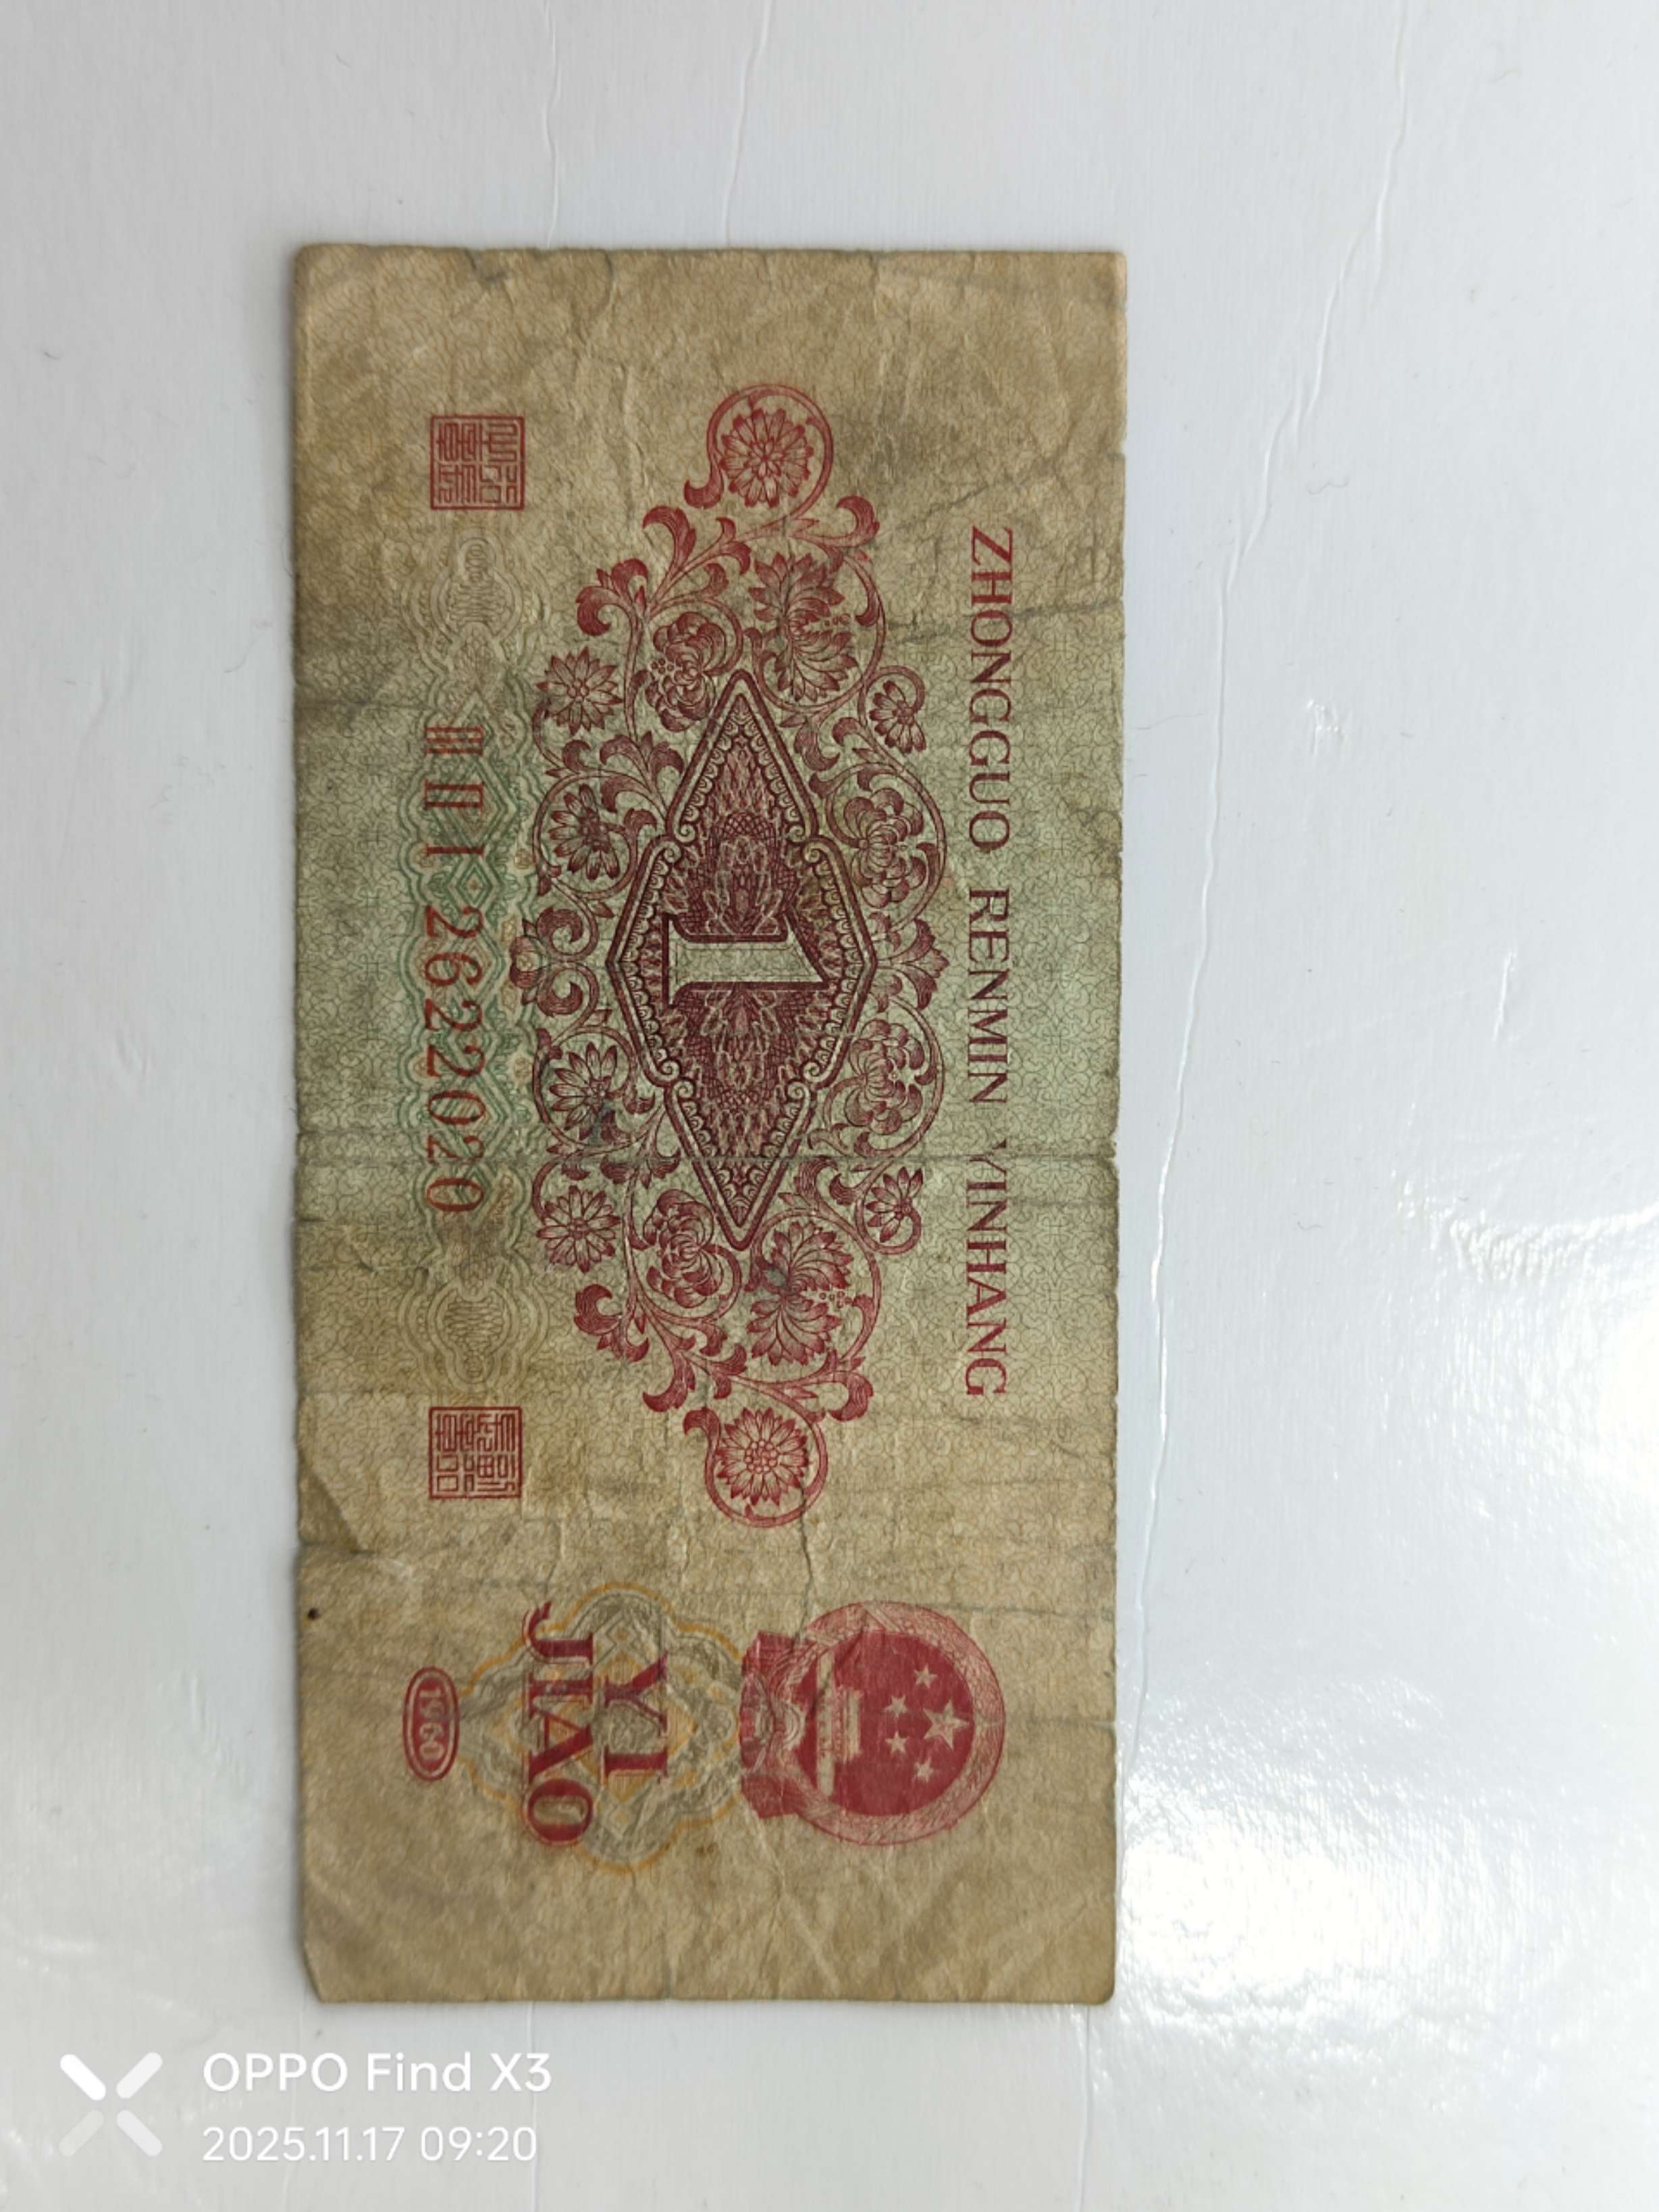 ZHONGGUO RENMIN YINHANG
1
YI
JIAO
Ⅲ Ⅱ Ⅰ 2622020
1960
OPPO Find X3
2025.11.17 09:20